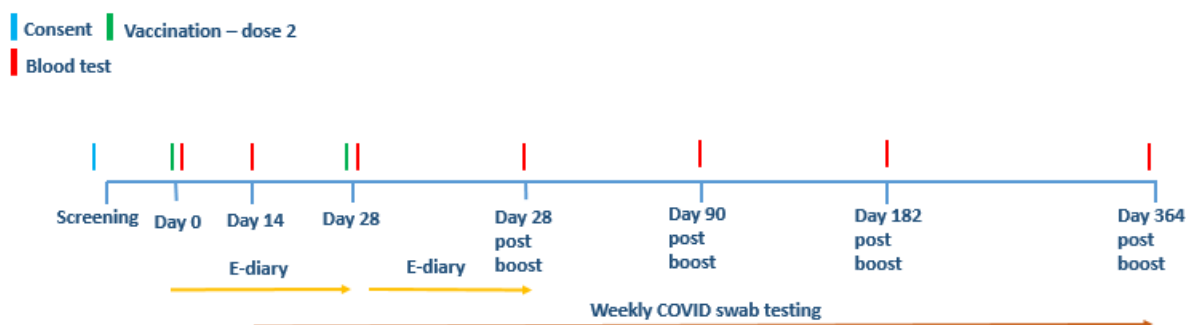 Consent
Vaccination – dose 2
Blood test
Screening
Day 0
Day 14
Day 28
Day 28
post
boost
Day 90
post
boost
Day 182
post
boost
Day 364
post
boost
E-diary
E-diary
Weekly COVID swab testing